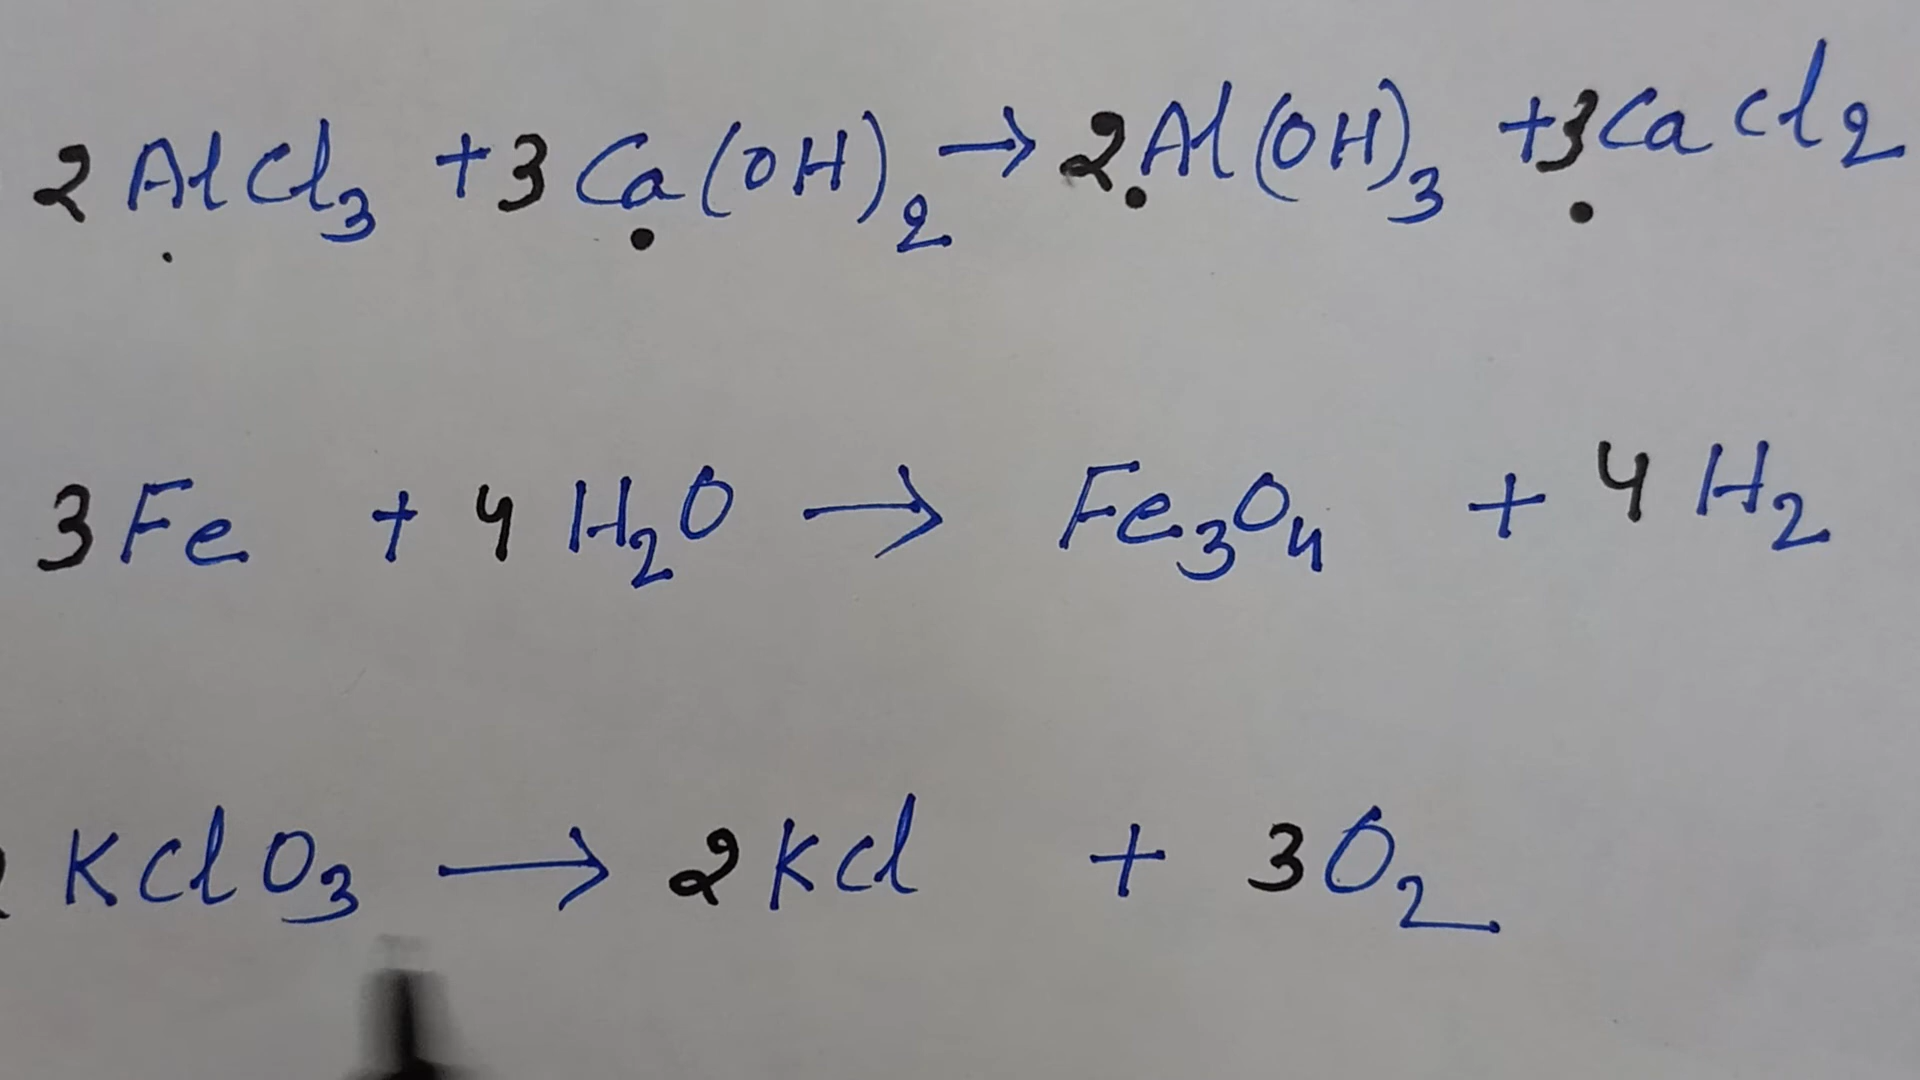 2 AlCl₃ + 3 Ca(OH)₂ → 2 Al(OH)₃ + 3 CaCl₂
3 Fe + 4 H₂O → Fe₃O₄ + 4 H₂
KClO₃ → 2 KCl + 3 O₂